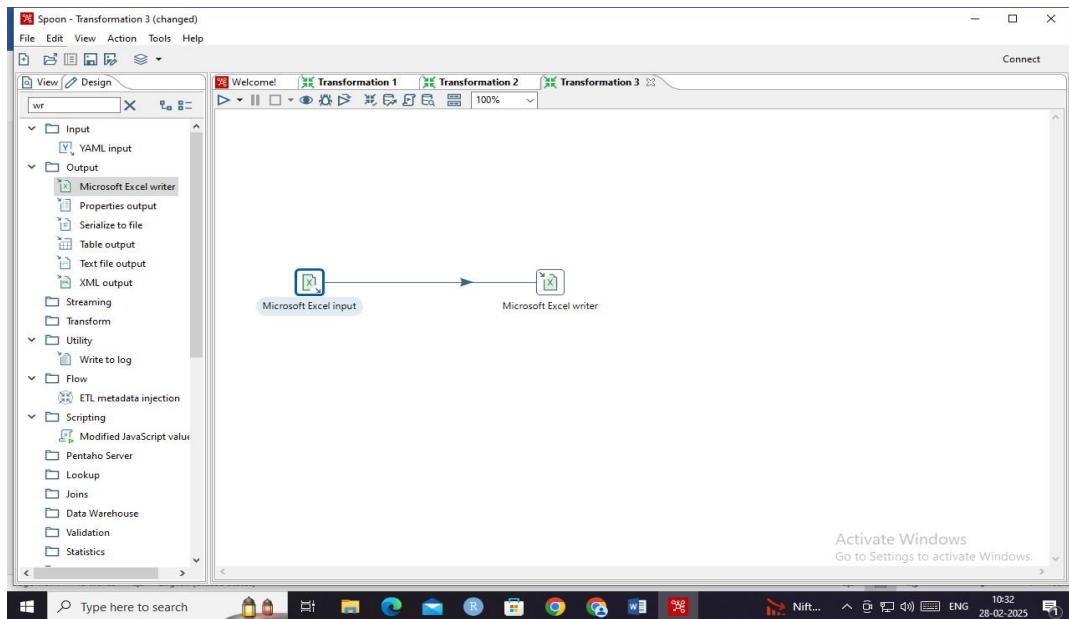 Spoon - Transformation 3 (changed)
File Edit View Action Tools Help
Connect
View Design
Welcome! Transformation 1 Transformation 2 Transformation 3
wr
100%
Input
YAML input
Output
Microsoft Excel writer
Properties output
Serialize to file
Table output
Text file output
XML output
Streaming
Transform
Utility
Write to log
Flow
ETL metadata injection
Scripting
Modified JavaScript value
Pentaho Server
Lookup
Joins
Data Warehouse
Validation
Statistics
Microsoft Excel input
Microsoft Excel writer
Activate Windows
Go to Settings to activate Windows.
Type here to search
Nift...
ENG
10:32
28-02-2025
1